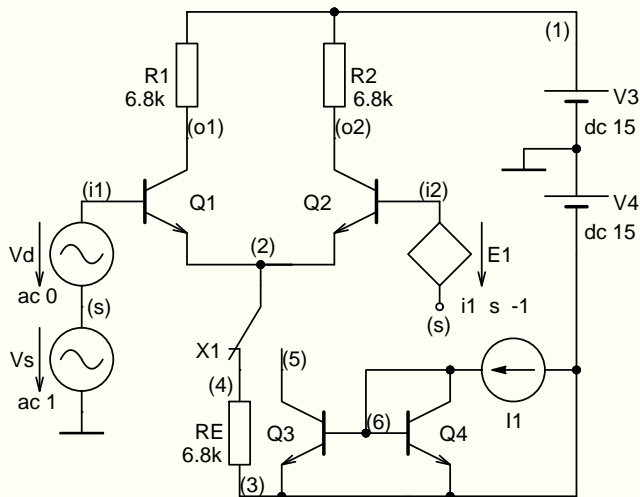 (1)
R1
6.8k
R2
6.8k
V3
dc 15
(o1)
(o2)
(i1)
Q1
Q2
(i2)
V4
dc 15
Vd
ac 0
(2)
E1
(s)
(s)
i1 s -1
Vs
ac 1
X1
(5)
(4)
RE
6.8k
Q3
(6)
Q4
I1
(3)